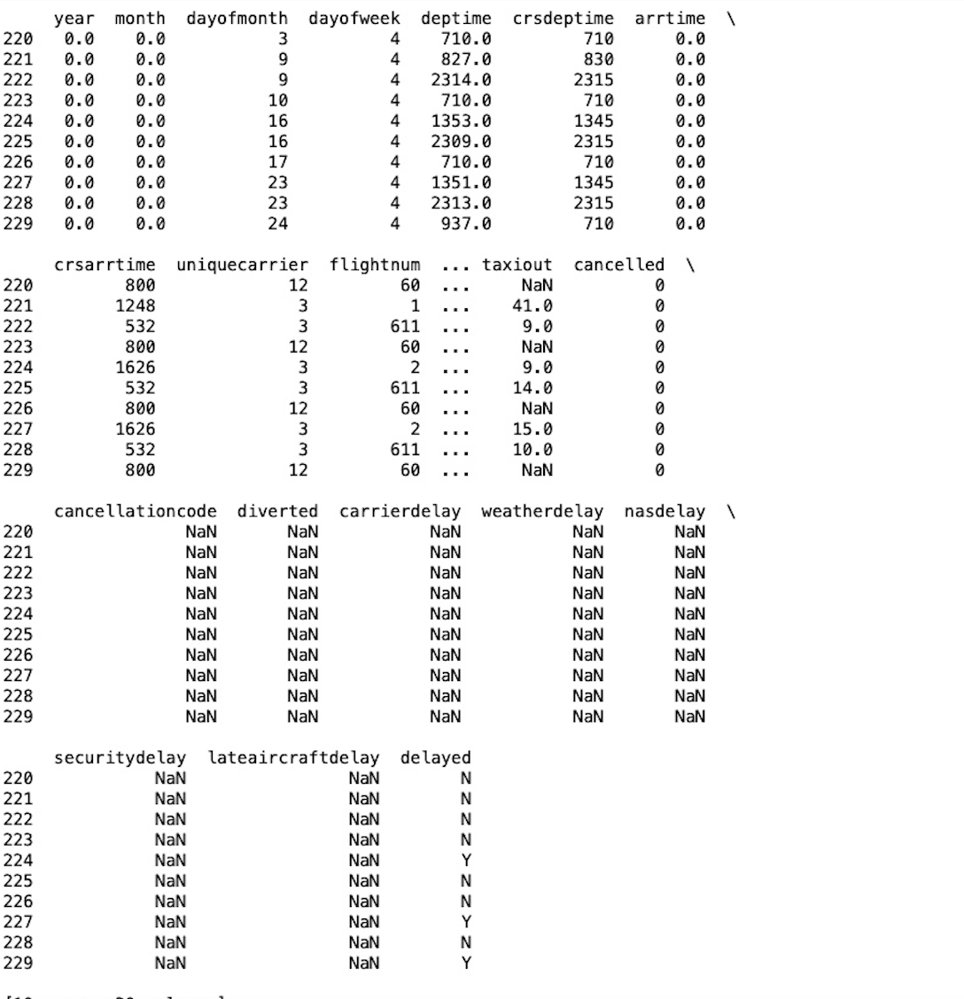 year month dayofmonth dayofweek deptime crsdeptime arrtime \
220 0.0 0.0 3 4 710.0 710 0.0
221 0.0 0.0 9 4 827.0 830 0.0
222 0.0 0.0 9 4 2314.0 2315 0.0
223 0.0 0.0 10 4 710.0 710 0.0
224 0.0 0.0 16 4 1353.0 1345 0.0
225 0.0 0.0 16 4 2309.0 2315 0.0
226 0.0 0.0 17 4 710.0 710 0.0
227 0.0 0.0 23 4 1351.0 1345 0.0
228 0.0 0.0 23 4 2313.0 2315 0.0
229 0.0 0.0 24 4 937.0 710 0.0
crsarrtime uniquecarrier flightnum ... taxiout cancelled \
220 800 12 60 ... NaN 0
221 1248 3 1 ... 41.0 0
222 532 3 611 ... 9.0 0
223 800 12 60 ... NaN 0
224 1626 3 2 ... 9.0 0
225 532 3 611 ... 14.0 0
226 800 12 60 ... NaN 0
227 1626 3 2 ... 15.0 0
228 532 3 611 ... 10.0 0
229 800 12 60 ... NaN 0
cancellationcode diverted carrierdelay weatherdelay nasdelay \
220 NaN NaN NaN NaN NaN
221 NaN NaN NaN NaN NaN
222 NaN NaN NaN NaN NaN
223 NaN NaN NaN NaN NaN
224 NaN NaN NaN NaN NaN
225 NaN NaN NaN NaN NaN
226 NaN NaN NaN NaN NaN
227 NaN NaN NaN NaN NaN
228 NaN NaN NaN NaN NaN
229 NaN NaN NaN NaN NaN
securitydelay lateaircraftdelay delayed
220 NaN NaN N
221 NaN NaN N
222 NaN NaN N
223 NaN NaN N
224 NaN NaN Y
225 NaN NaN N
226 NaN NaN N
227 NaN NaN Y
228 NaN NaN N
229 NaN NaN Y